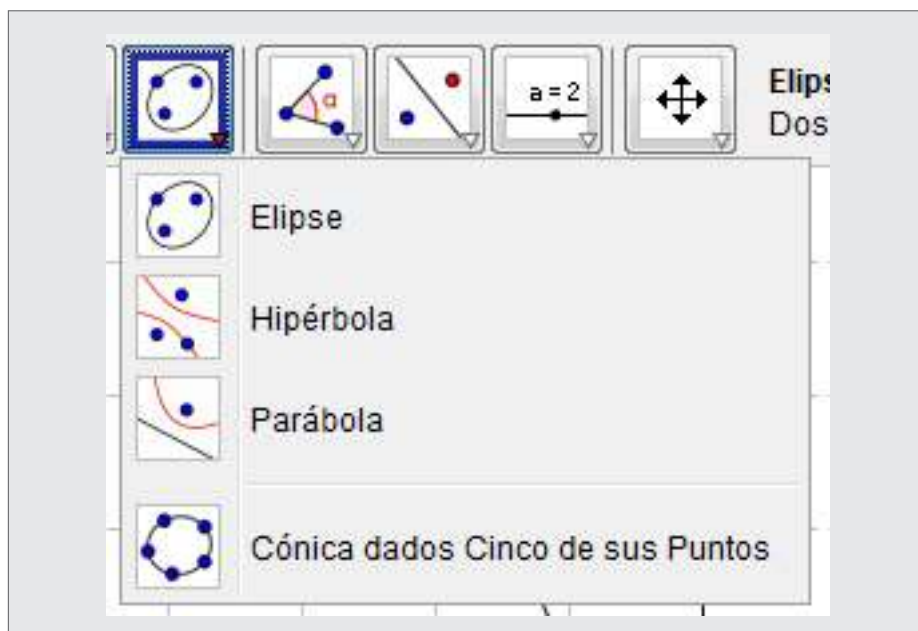 α
a = 2
Elips
Dos
Elipse
Hipérbola
Parábola
Cónica dados Cinco de sus Puntos